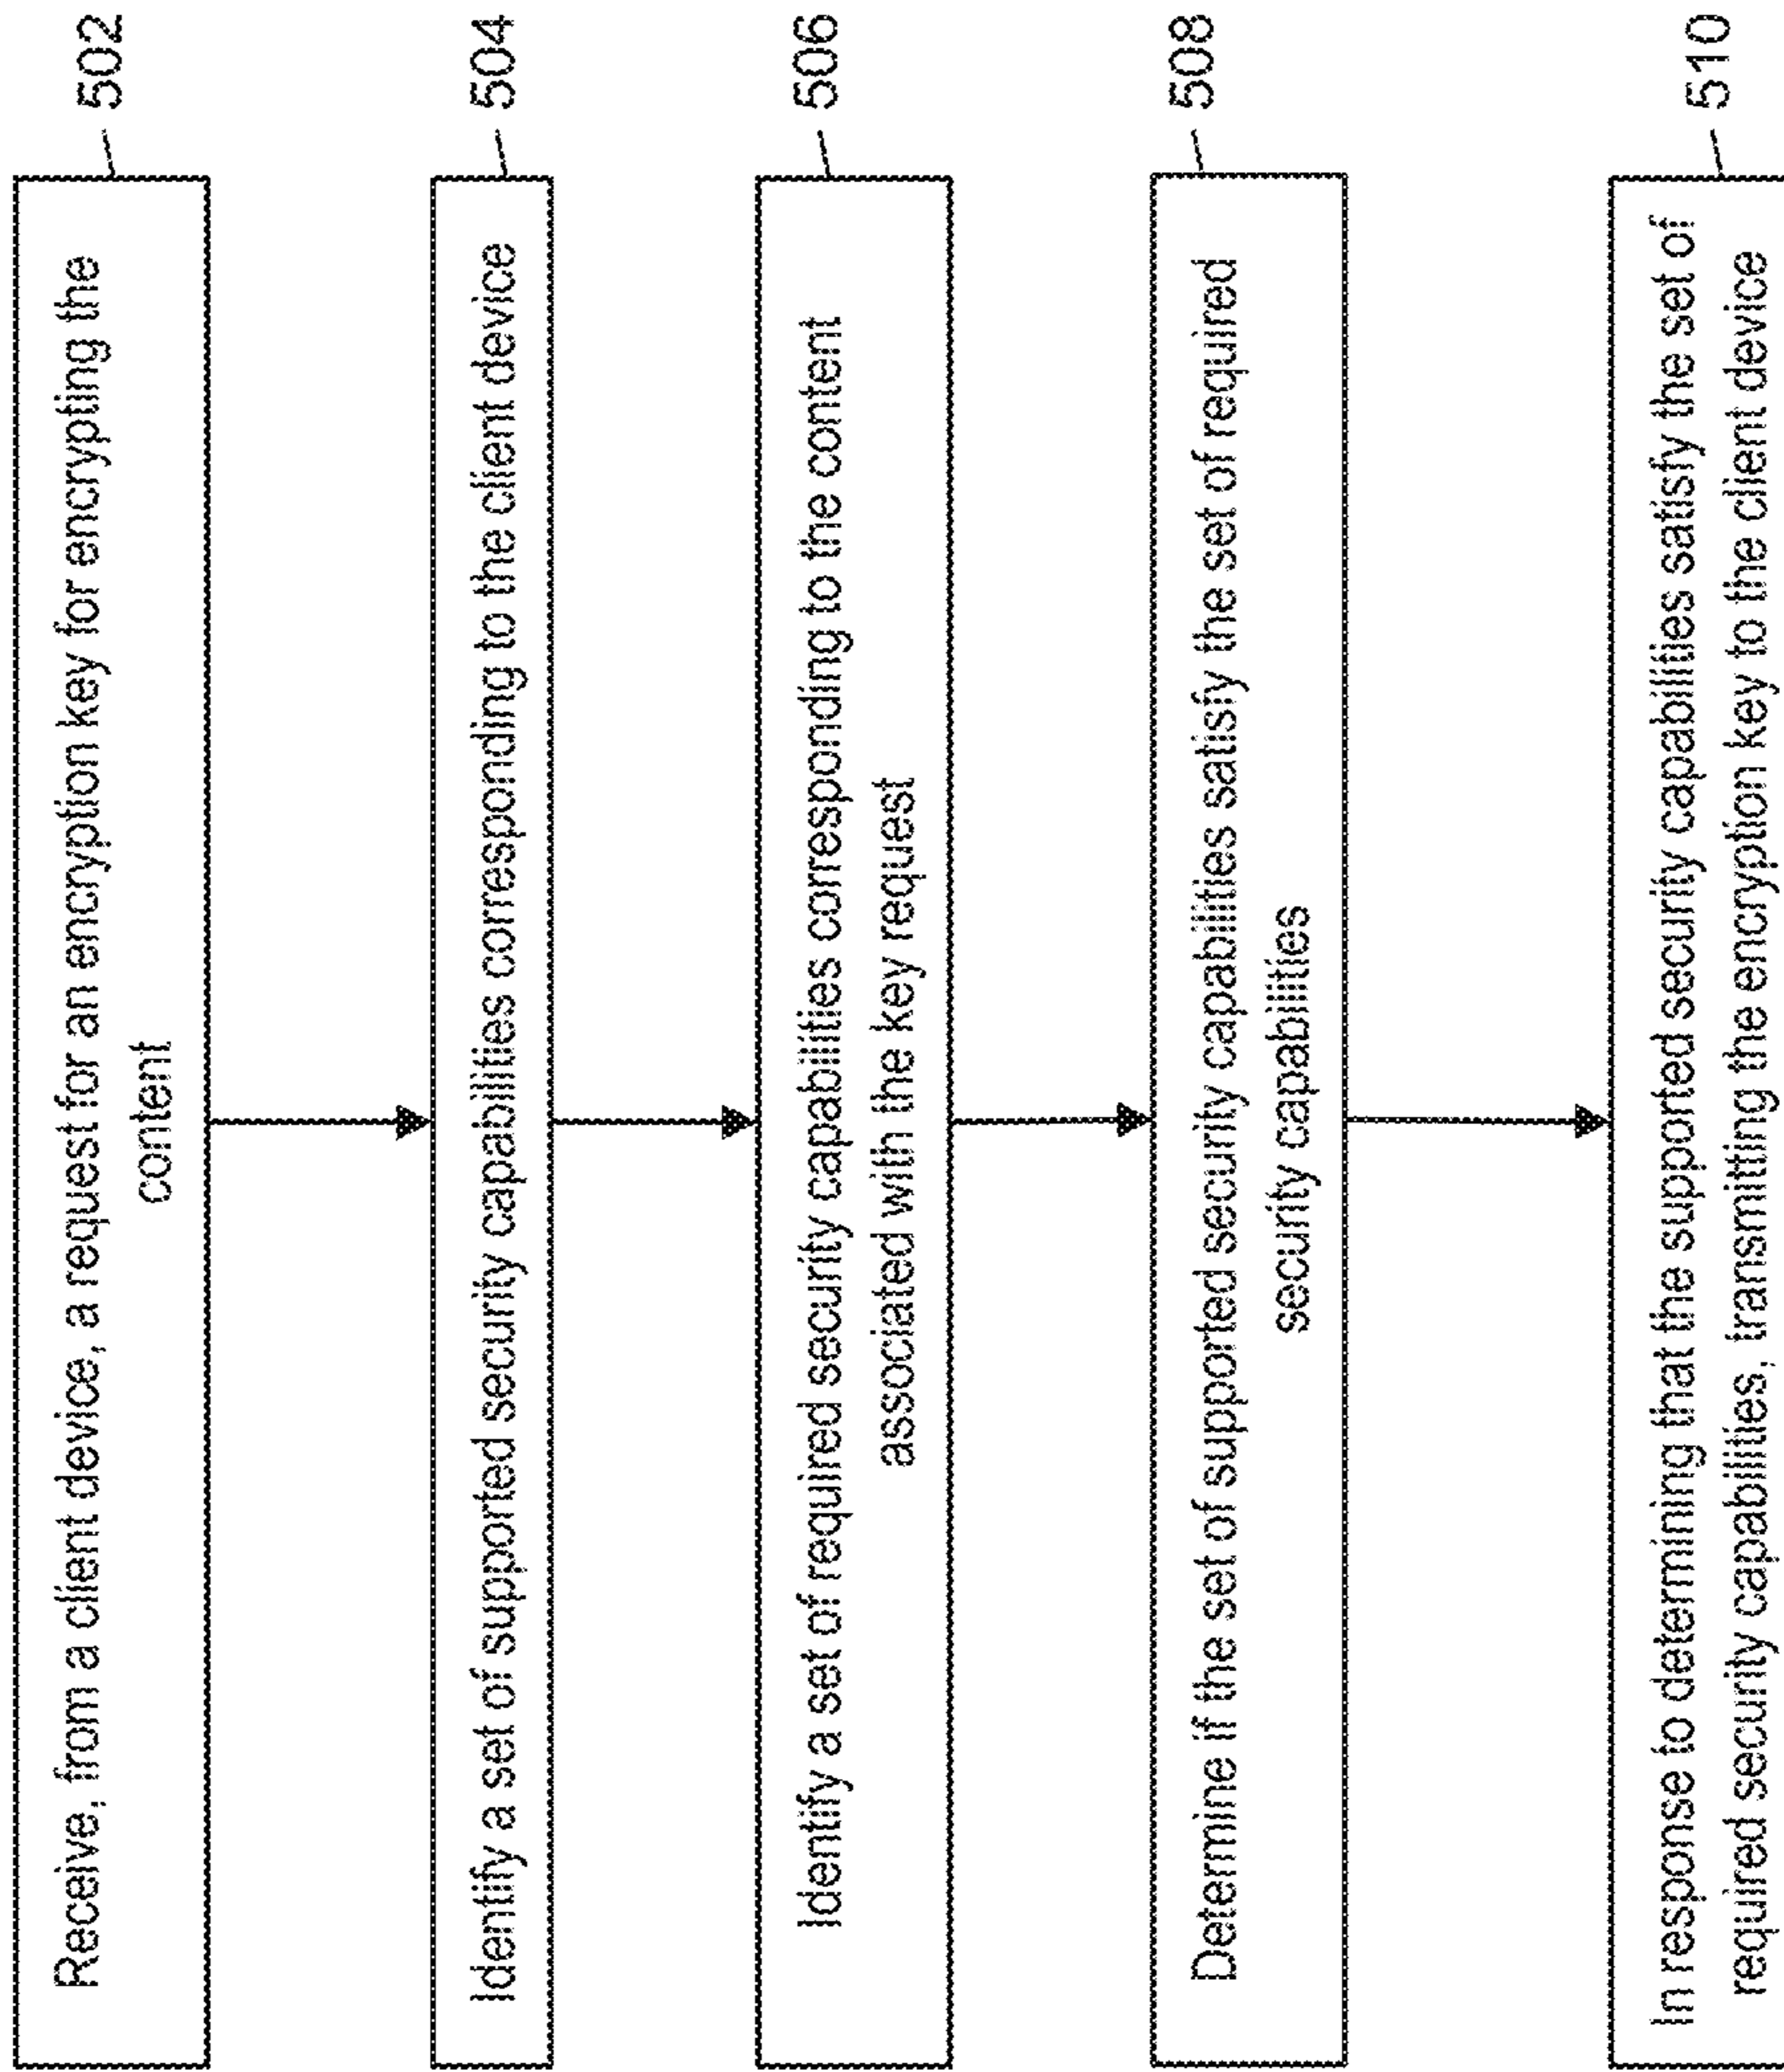 Receive, from a client device, a request for an encryption key for encrypting the
content
502
Identify a set of supported security capabilities corresponding to the client device
504
Identify a set of required security capabilities corresponding to the content
associated with the key request
506
Determine if the set of supported security capabilities satisfy the set of required
security capabilities
508
In response to determining that the supported security capabilities satisfy the set of
required security capabilities, transmitting the encryption key to the client device
510